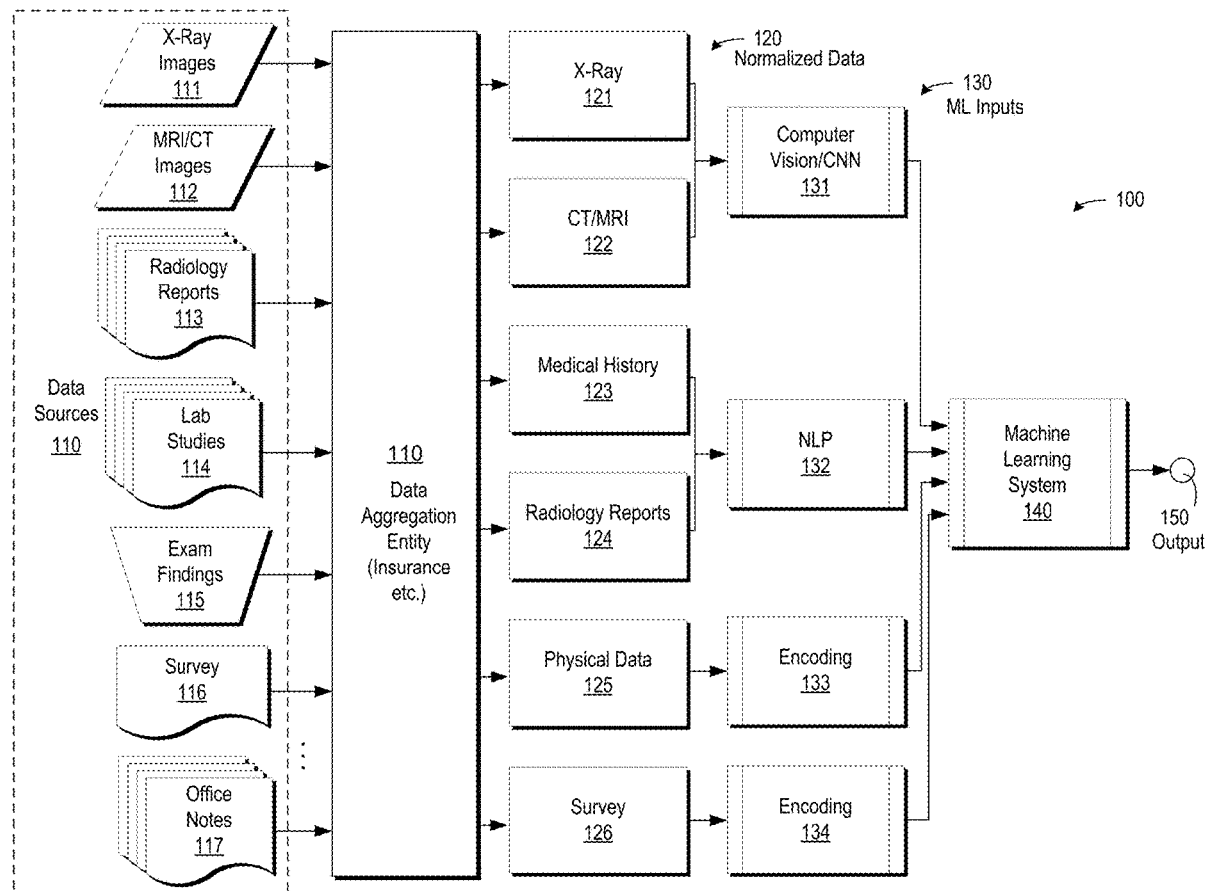 X-Ray
Images
111
MRI/CT
Images
112
Radiology
Reports
113
Data
Sources
110
Lab
Studies
114
Exam
Findings
115
Survey
116
Office
Notes
117
110
Data
Aggregation
Entity
(Insurance
etc.)
X-Ray
121
CT/MRI
122
Medical History
123
Radiology Reports
124
Physical Data
125
Survey
126
120
Normalized Data
130
ML Inputs
Computer
Vision/CNN
131
NLP
132
Encoding
133
Encoding
134
100
Machine
Learning
System
140
150
Output